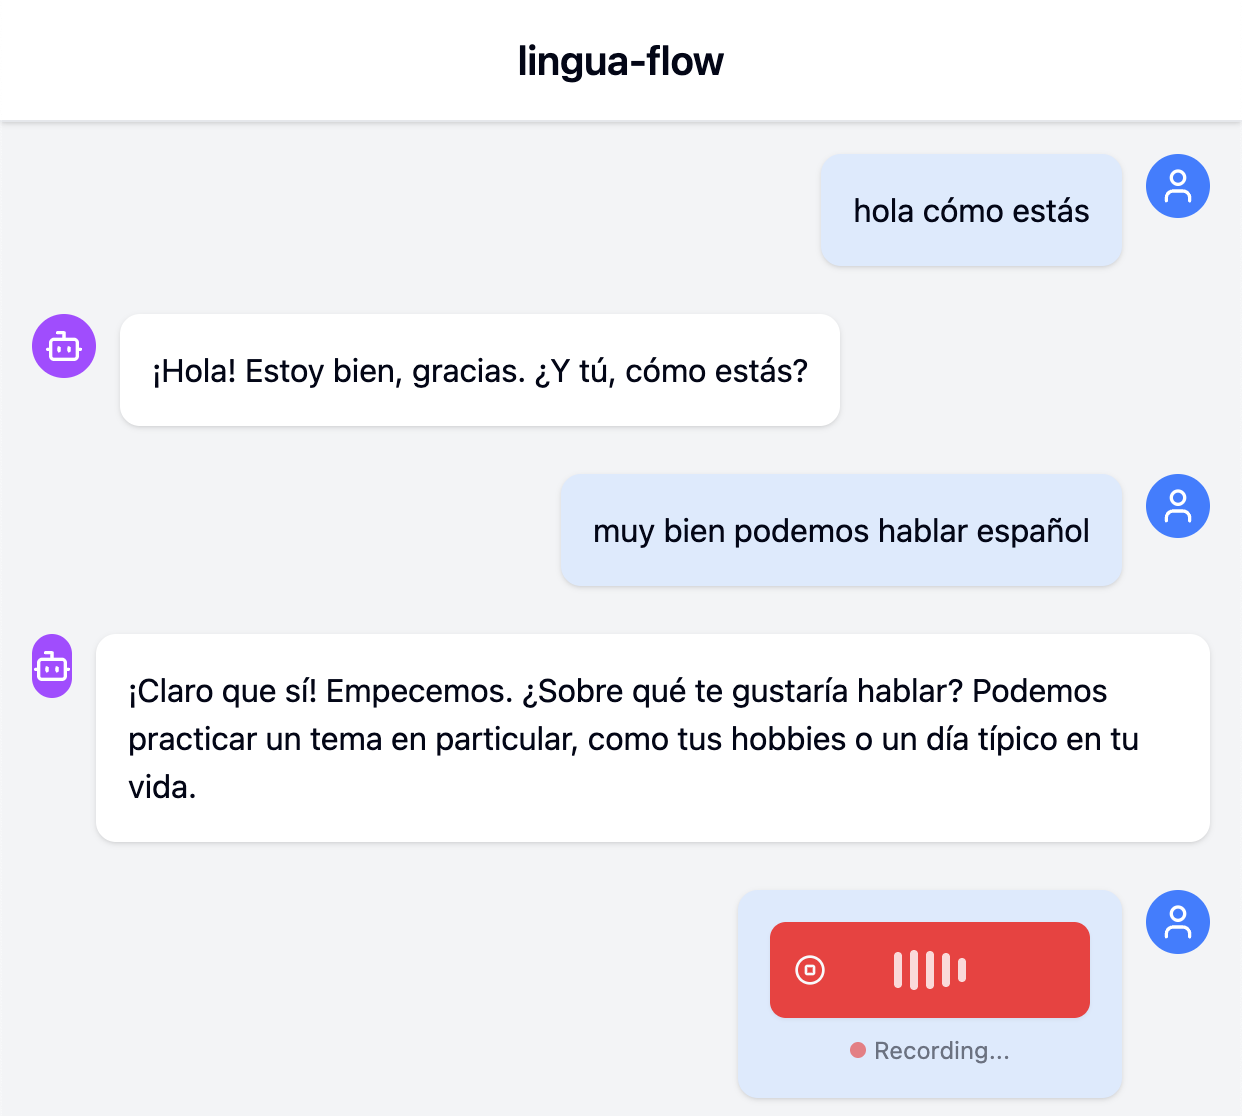 lingua-flow
hola cómo estás
¡Hola! Estoy bien, gracias. ¿Y tú, cómo estás?
muy bien podemos hablar español
¡Claro que sí! Empecemos. ¿Sobre qué te gustaría hablar? Podemos
practicar un tema en particular, como tus hobbies o un día típico en tu
vida.
Recording...